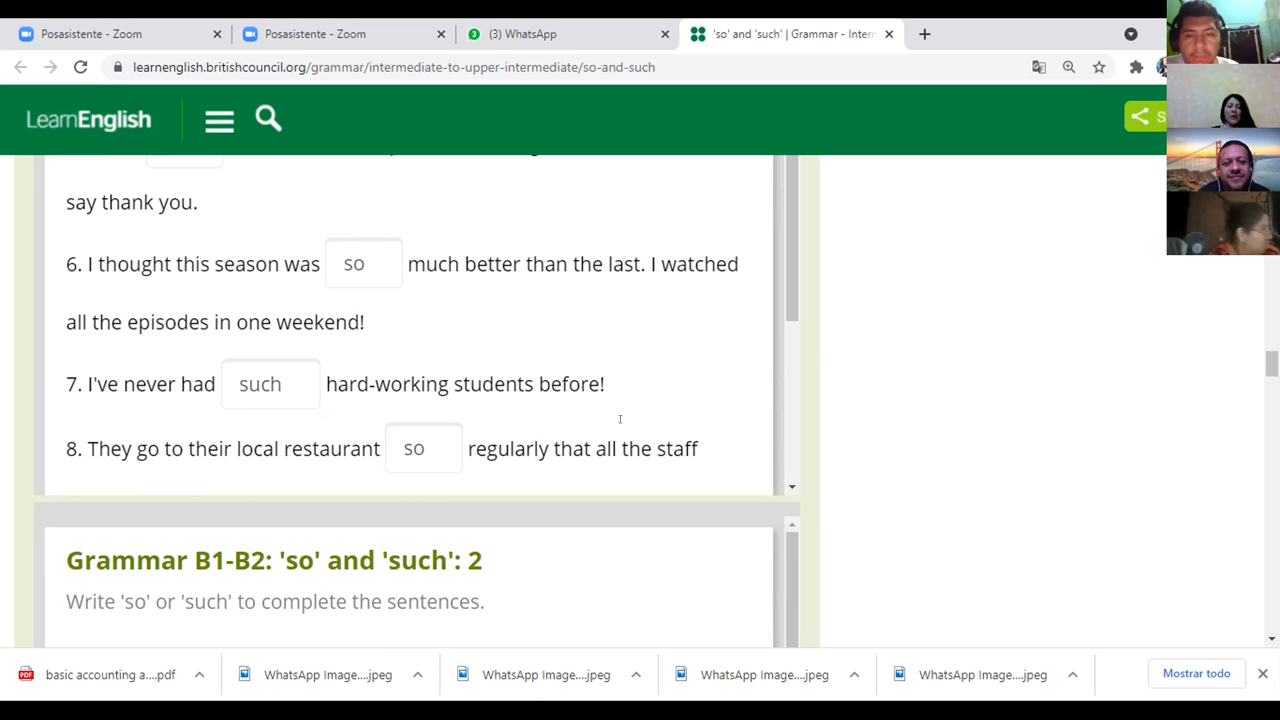 Posasistente - Zoom
Posasistente - Zoom
(3) WhatsApp
'so' and 'such' | Grammar - Interm
learnenglish.britishcouncil.org/grammar/intermediate-to-upper-intermediate/so-and-such
LearnEnglish
S
say thank you.
6. I thought this season was so much better than the last. I watched
all the episodes in one weekend!
7. I've never had such hard-working students before!
8. They go to their local restaurant so regularly that all the staff
Grammar B1-B2: 'so' and 'such': 2
Write 'so' or 'such' to complete the sentences.
basic accounting a....pdf
WhatsApp Image....jpeg
WhatsApp Image....jpeg
WhatsApp Image....jpeg
WhatsApp Image....jpeg
Mostrar todo